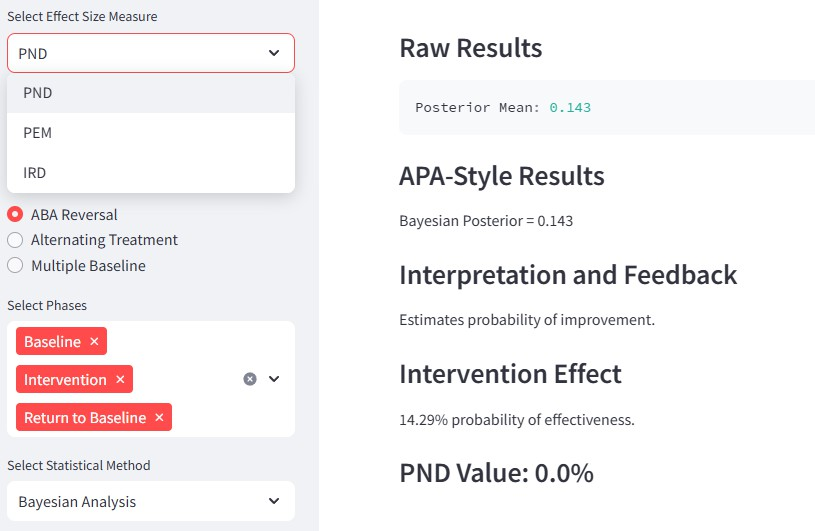 Select Effect Size Measure
PND
PND
PEM
IRD
ABA Reversal
Alternating Treatment
Multiple Baseline
Select Phases
Baseline ×
Intervention ×
Return to Baseline ×
Select Statistical Method
Bayesian Analysis
Raw Results
Posterior Mean: 0.143
APA-Style Results
Bayesian Posterior = 0.143
Interpretation and Feedback
Estimates probability of improvement.
Intervention Effect
14.29% probability of effectiveness.
PND Value: 0.0%